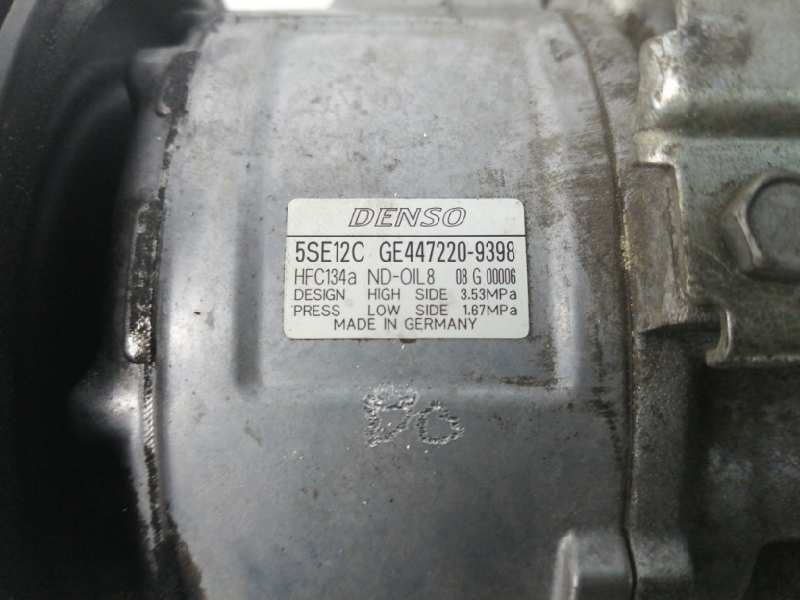 DENSO
5SE12C GE447220-9398
HFC134a ND-OIL8 08 G 00006
DESIGN HIGH SIDE 3.53MPa
PRESS LOW SIDE 1.67MPa
MADE IN GERMANY